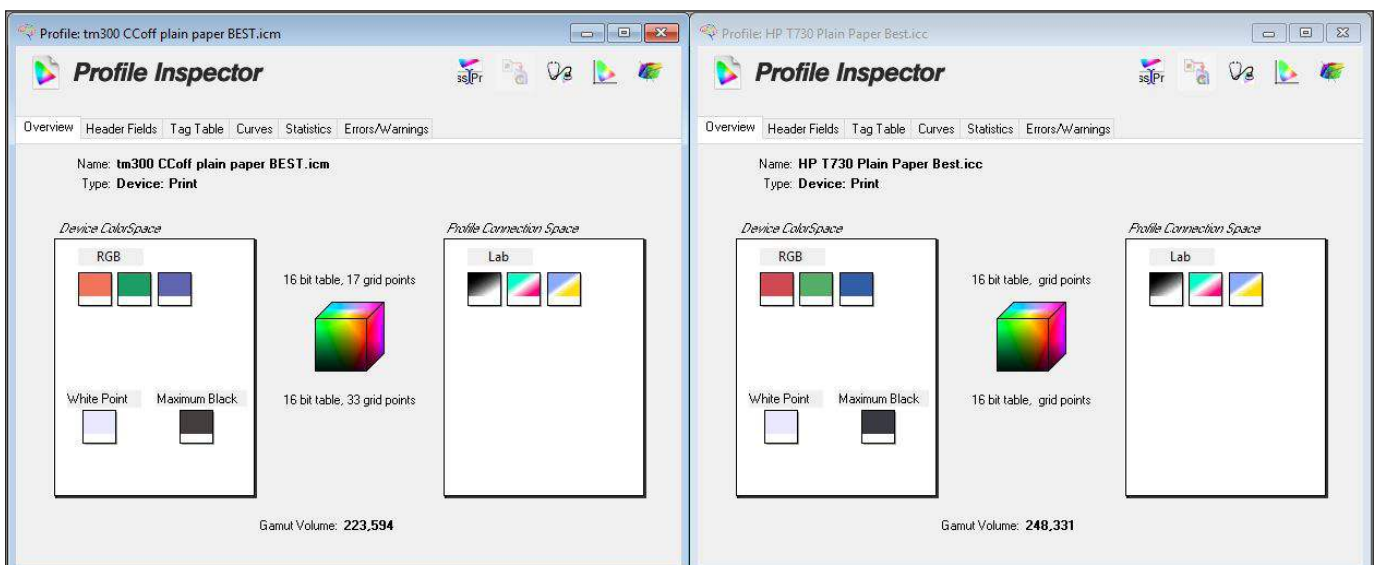 Profile: tm300 CCoff plain paper BEST.icm
Profile Inspector
Overview Header Fields Tag Table Curves Statistics Errors/Warnings
Name: tm300 CCoff plain paper BEST.icm
Type: Device: Print
Device ColorSpace
Profile Connection Space
RGB
Lab
16 bit table, 17 grid points
White Point
Maximum Black
16 bit table, 33 grid points
Gamut Volume: 223,594
Profile: HP T730 Plain Paper Best.icc
Profile Inspector
Overview Header Fields Tag Table Curves Statistics Errors/Warnings
Name: HP T730 Plain Paper Best.icc
Type: Device: Print
Device ColorSpace
Profile Connection Space
RGB
Lab
16 bit table, grid points
White Point
Maximum Black
16 bit table, grid points
Gamut Volume: 248,331